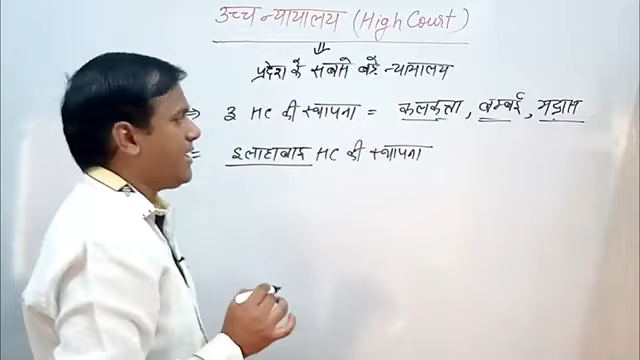 उच्च न्यायालय (High Court)
⇓
प्रदेश के सबसे बड़े न्यायालय
⇒ 3 HC की स्थापना = कलकत्ता, बम्बई, मद्रास
= इलाहाबाद HC की स्थापना